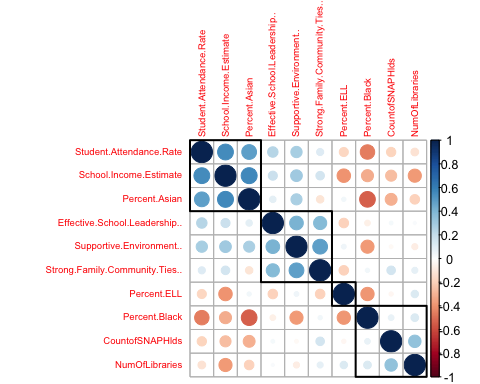 Student.Attendance.Rate
School.Income.Estimate
Percent.Asian
Effective.School.Leadership..
Supportive.Environment..
Strong.Family.Community.Ties..
Percent.ELL
Percent.Black
CountofSNAPHlds
NumOfLibraries
Student.Attendance.Rate
School.Income.Estimate
Percent.Asian
Effective.School.Leadership..
Supportive.Environment..
Strong.Family.Community.Ties..
Percent.ELL
Percent.Black
CountofSNAPHlds
NumOfLibraries
1
0.8
0.6
0.4
0.2
0
-0.2
-0.4
-0.6
-0.8
-1